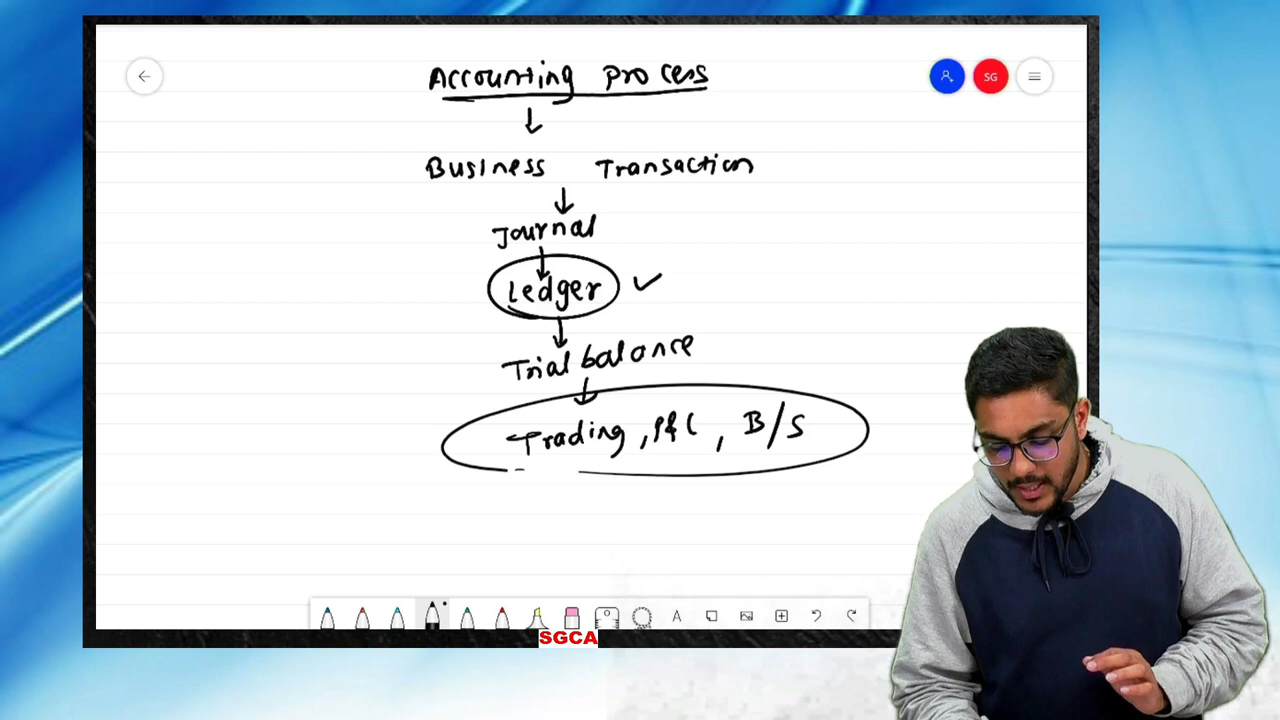 Accounting process
SG
Business Transaction
Journal
Ledger
Trial balance
Trading, P&L, B/S
A
SGCA